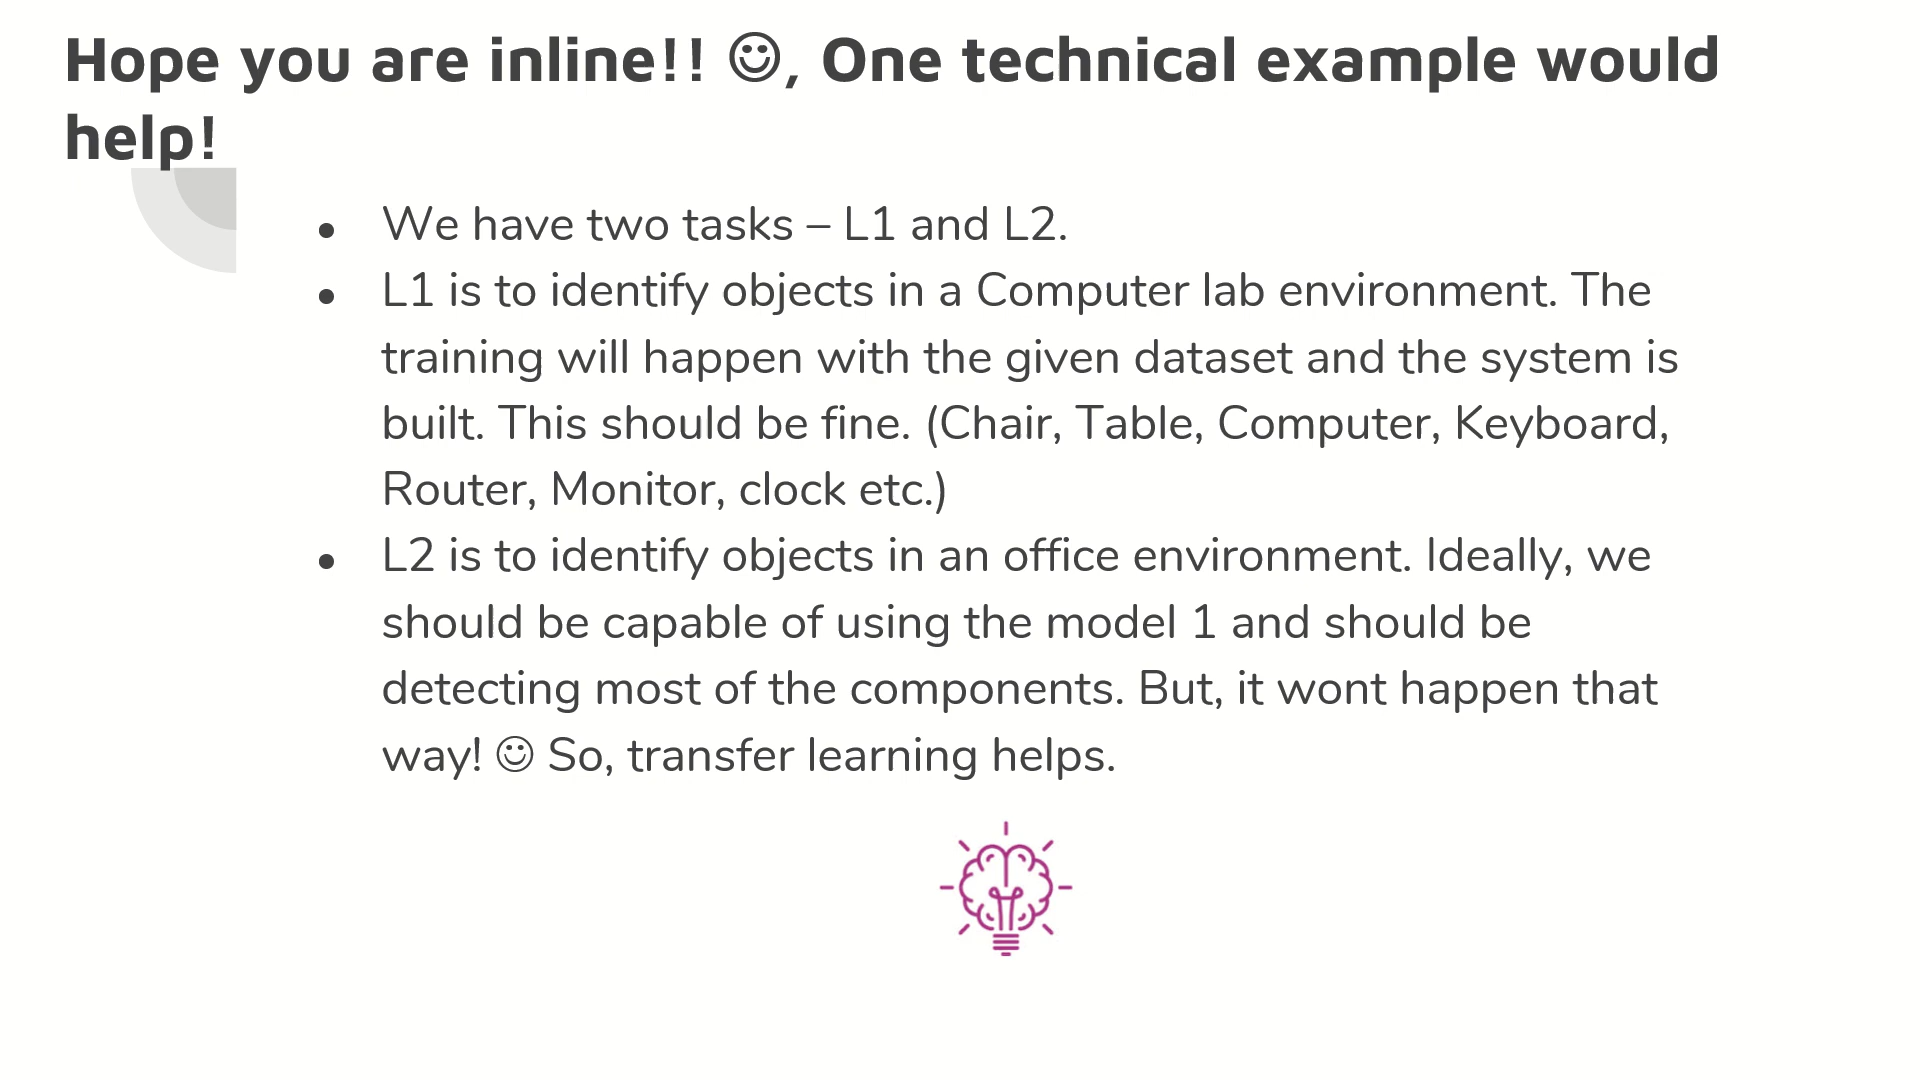 Hope you are inline!! ☺, One technical example would
help!
• We have two tasks – L1 and L2.
• L1 is to identify objects in a Computer lab environment. The
training will happen with the given dataset and the system is
built. This should be fine. (Chair, Table, Computer, Keyboard,
Router, Monitor, clock etc.)
• L2 is to identify objects in an office environment. Ideally, we
should be capable of using the model 1 and should be
detecting most of the components. But, it wont happen that
way! ☺ So, transfer learning helps.